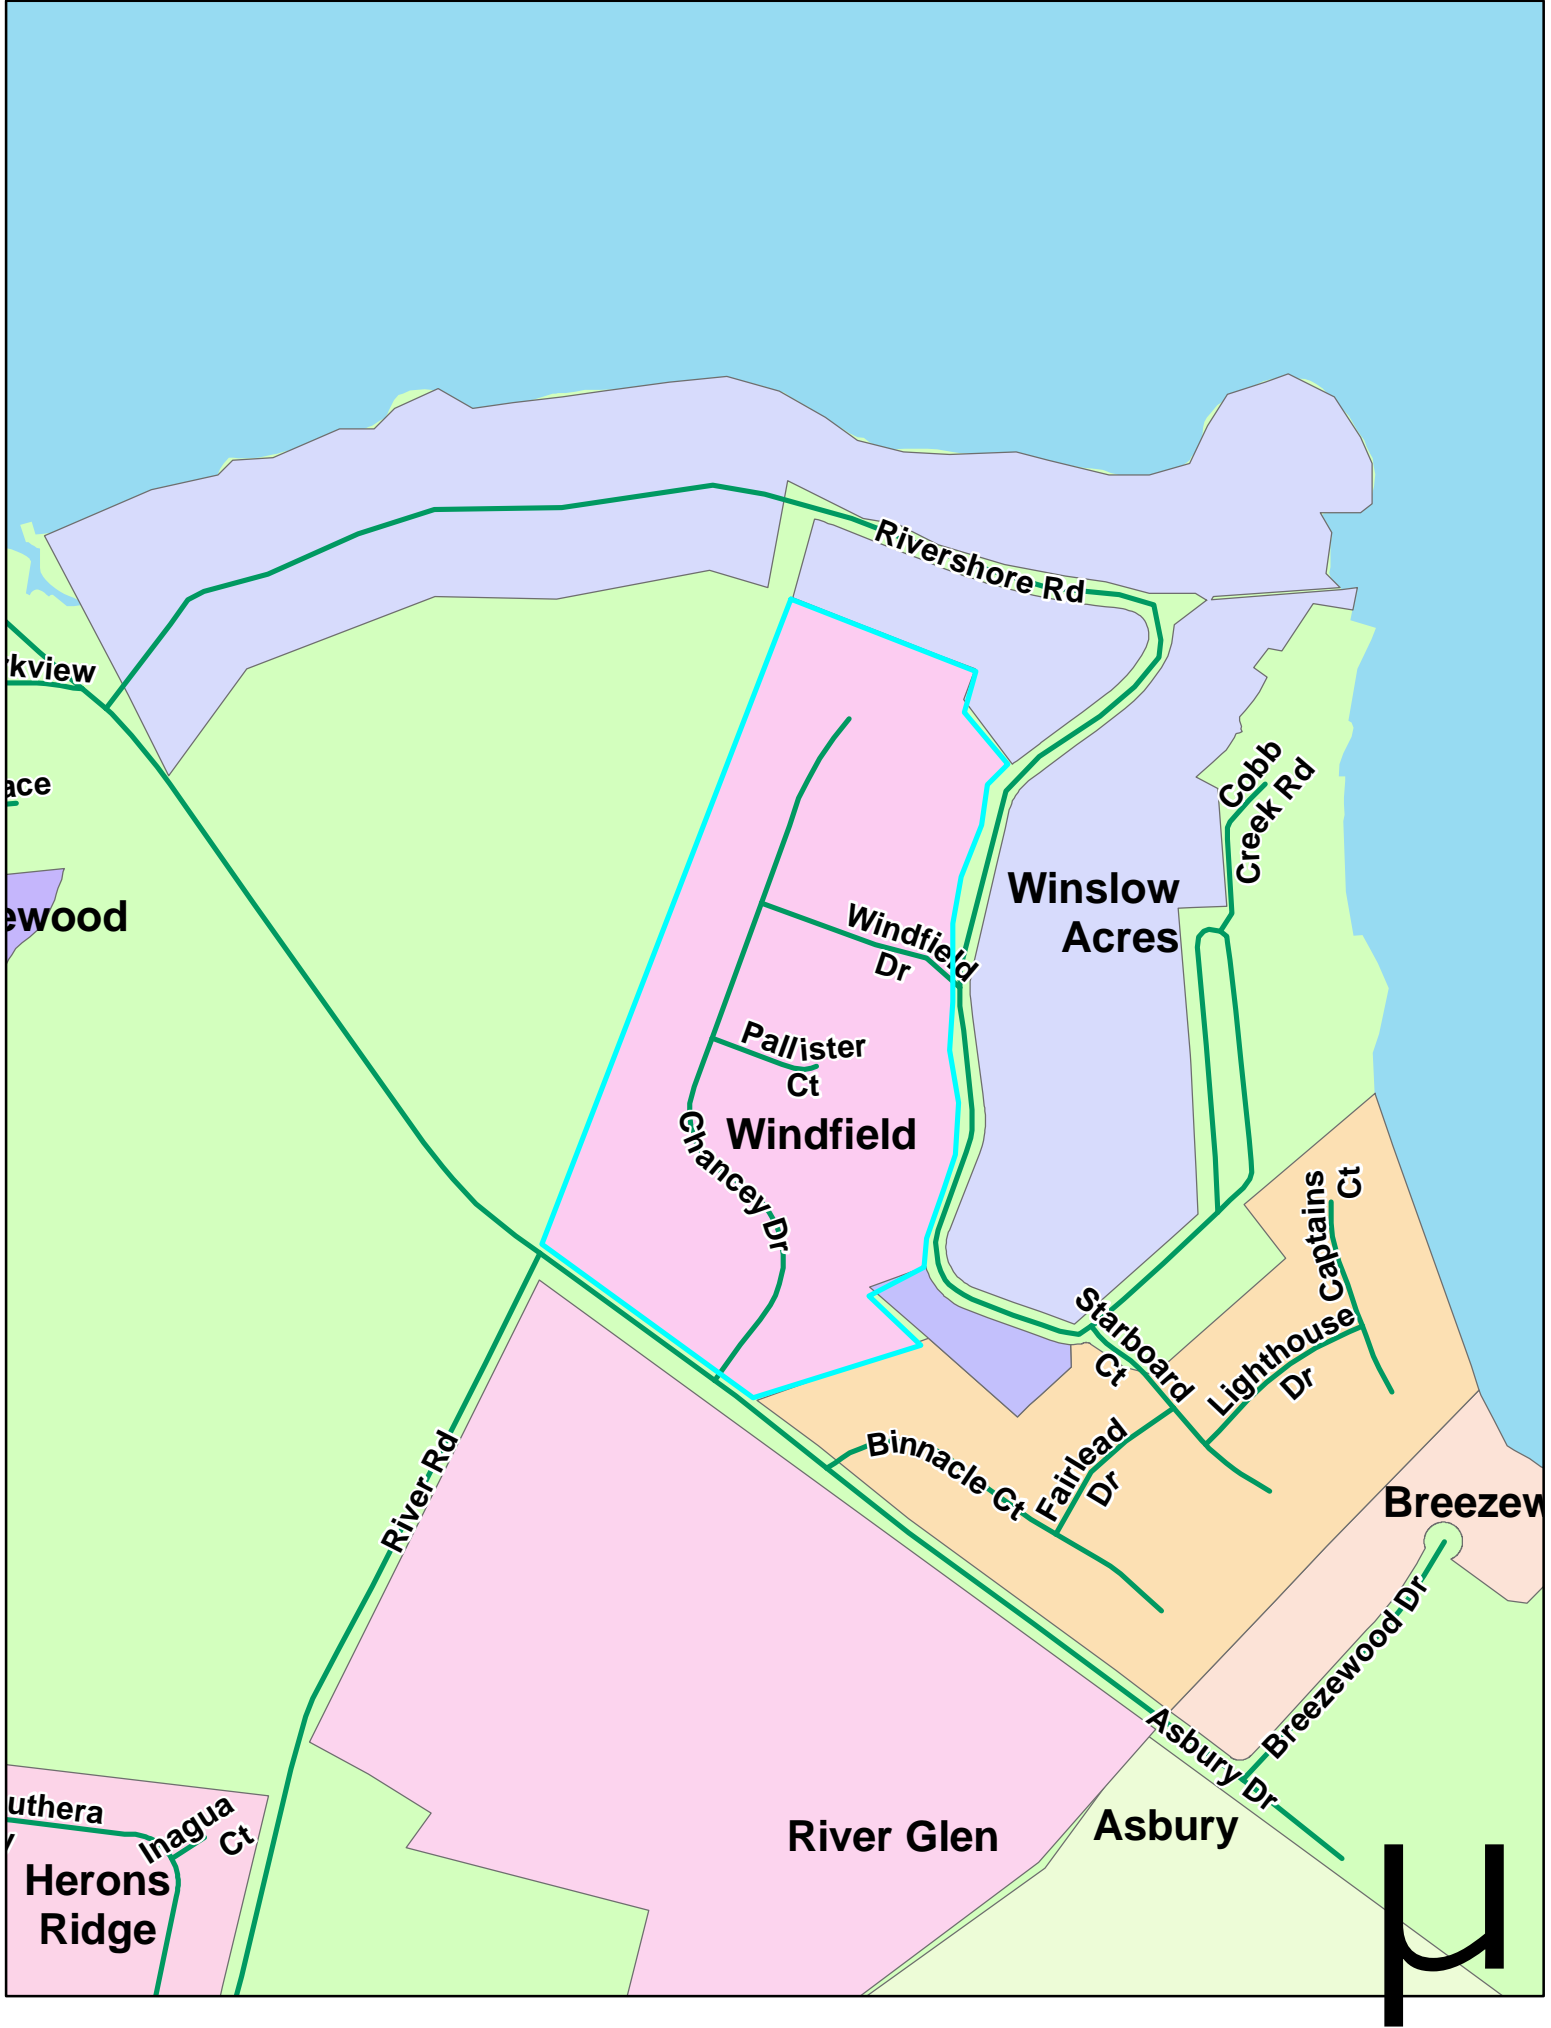 Rivershore Rd
rkview
ace
ewood
Cobb
Creek Rd
Winslow
Acres
Windfield
Dr
Pallister
Ct
Windfield
Chancey Dr
Captains
Ct
Starboard
Ct
Lighthouse
Dr
Binnacle Ct
Fairlead
Dr
River Rd
Breezew
Breezewood Dr
Asbury Dr
uthera
y
Inagua
Ct
Herons
Ridge
River Glen
Asbury
µ